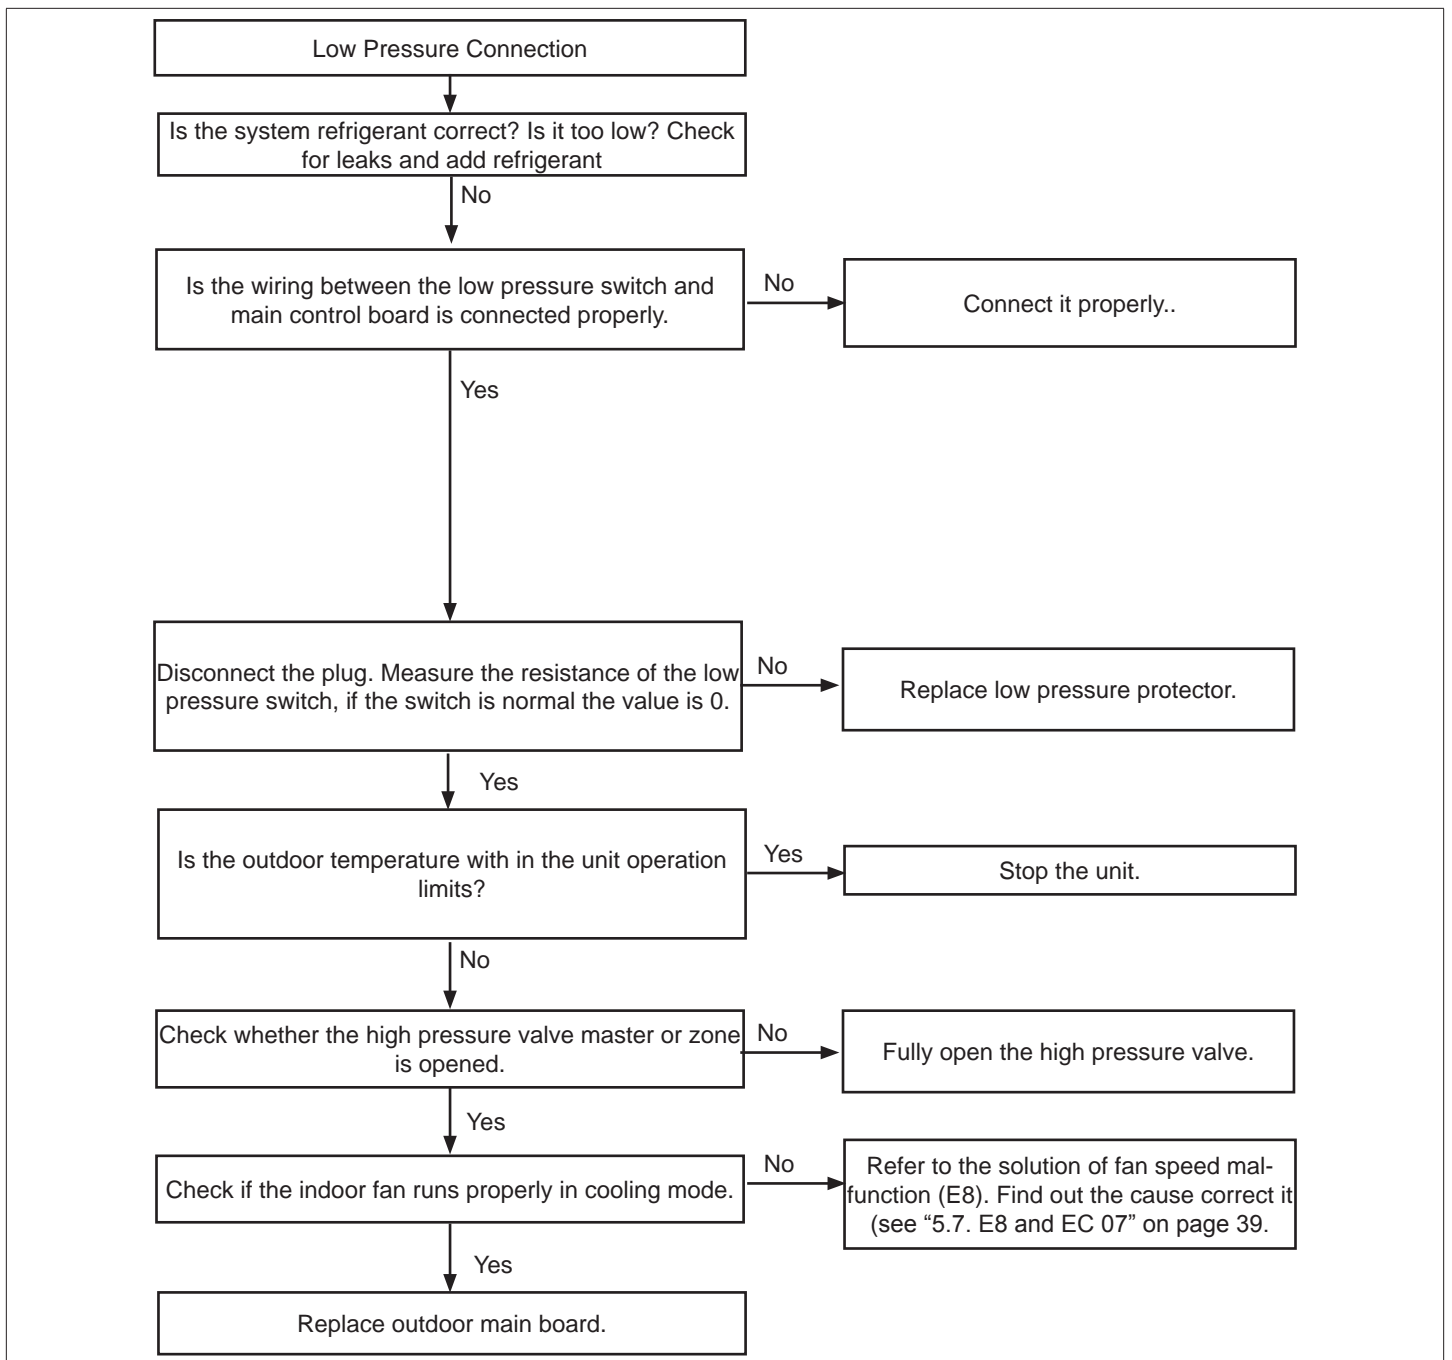 Low Pressure Connection
Is the system refrigerant correct? Is it too low? Check
for leaks and add refrigerant
No
Is the wiring between the low pressure switch and
main control board is connected properly.
No
Connect it properly..
Yes
Disconnect the plug. Measure the resistance of the low
pressure switch, if the switch is normal the value is 0.
No
Replace low pressure protector.
Yes
Is the outdoor temperature with in the unit operation
limits?
Yes
Stop the unit.
No
Check whether the high pressure valve master or zone
is opened.
No
Fully open the high pressure valve.
Yes
Check if the indoor fan runs properly in cooling mode.
No
Refer to the solution of fan speed mal-
function (E8). Find out the cause correct it
(see “5.7. E8 and EC 07” on page 39.
Yes
Replace outdoor main board.